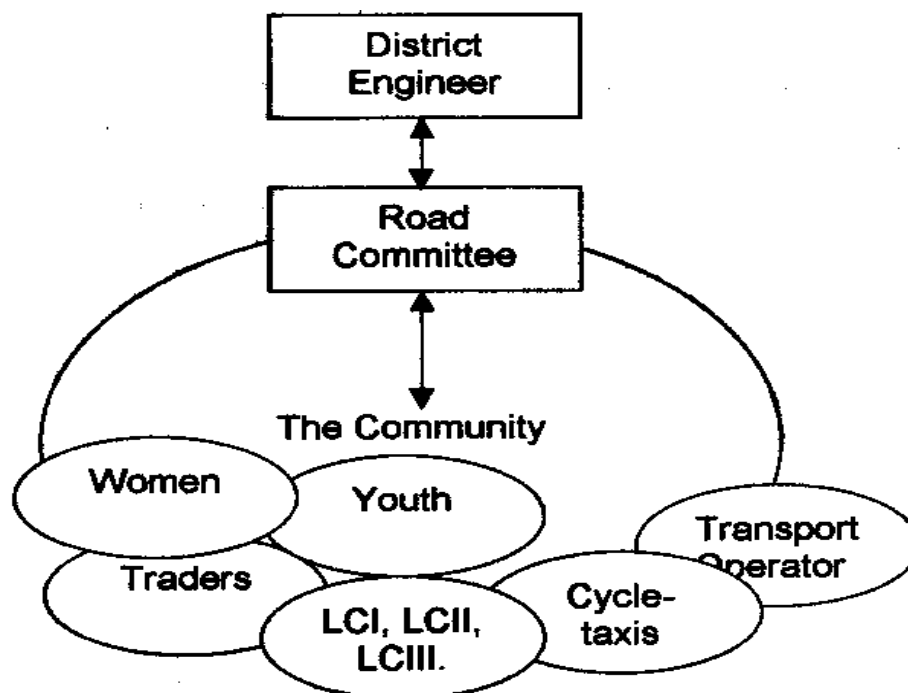 District
Engineer
Road
Committee
The Community
Women
Youth
Transport
Operator
Traders
Cycle-
taxis
LCI, LCII,
LCIII.